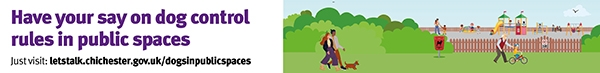 Have your say on dog control
rules in public spaces
Just visit: letstalk.chichester.gov.uk/dogsinpublicspaces